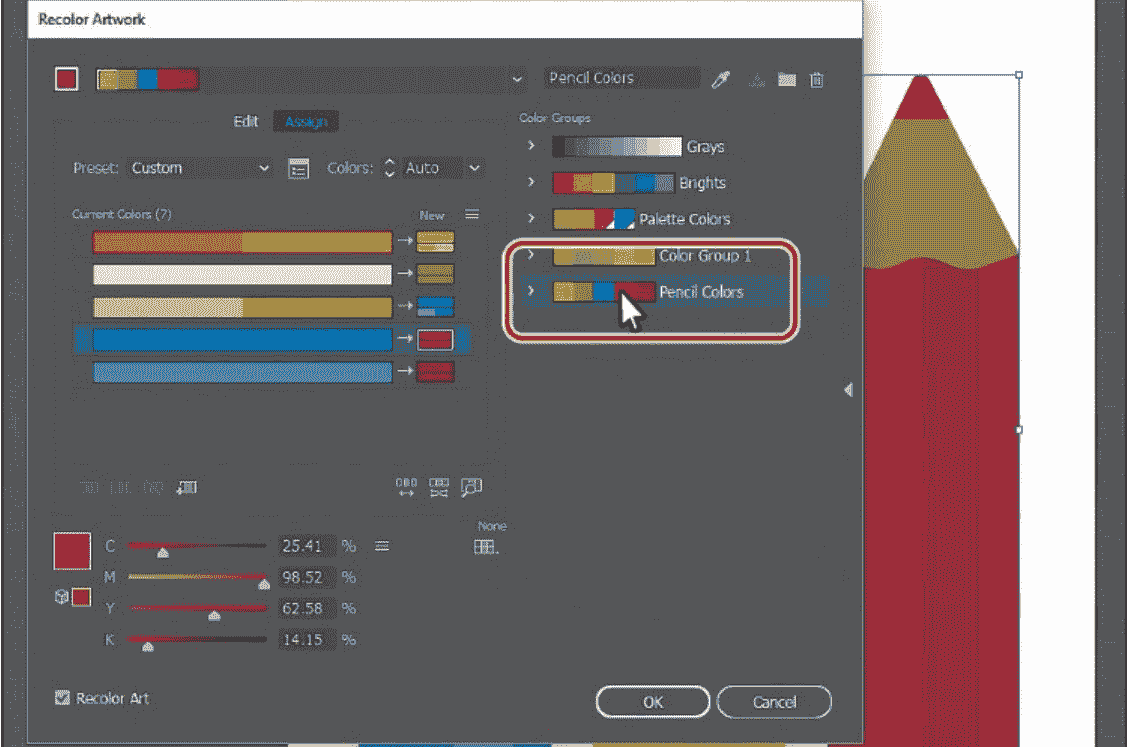 Recolor Artwork
Pencil Colors
Edit Assign
Color Groups
Grays
Preset: Custom Colors: Auto
Brights
Current Colors (7) New
Palette Colors
Color Group 1
Pencil Colors
None
C 25.41 %
M 98.52 %
Y 62.58 %
K 14.15 %
Recolor Art
OK Cancel